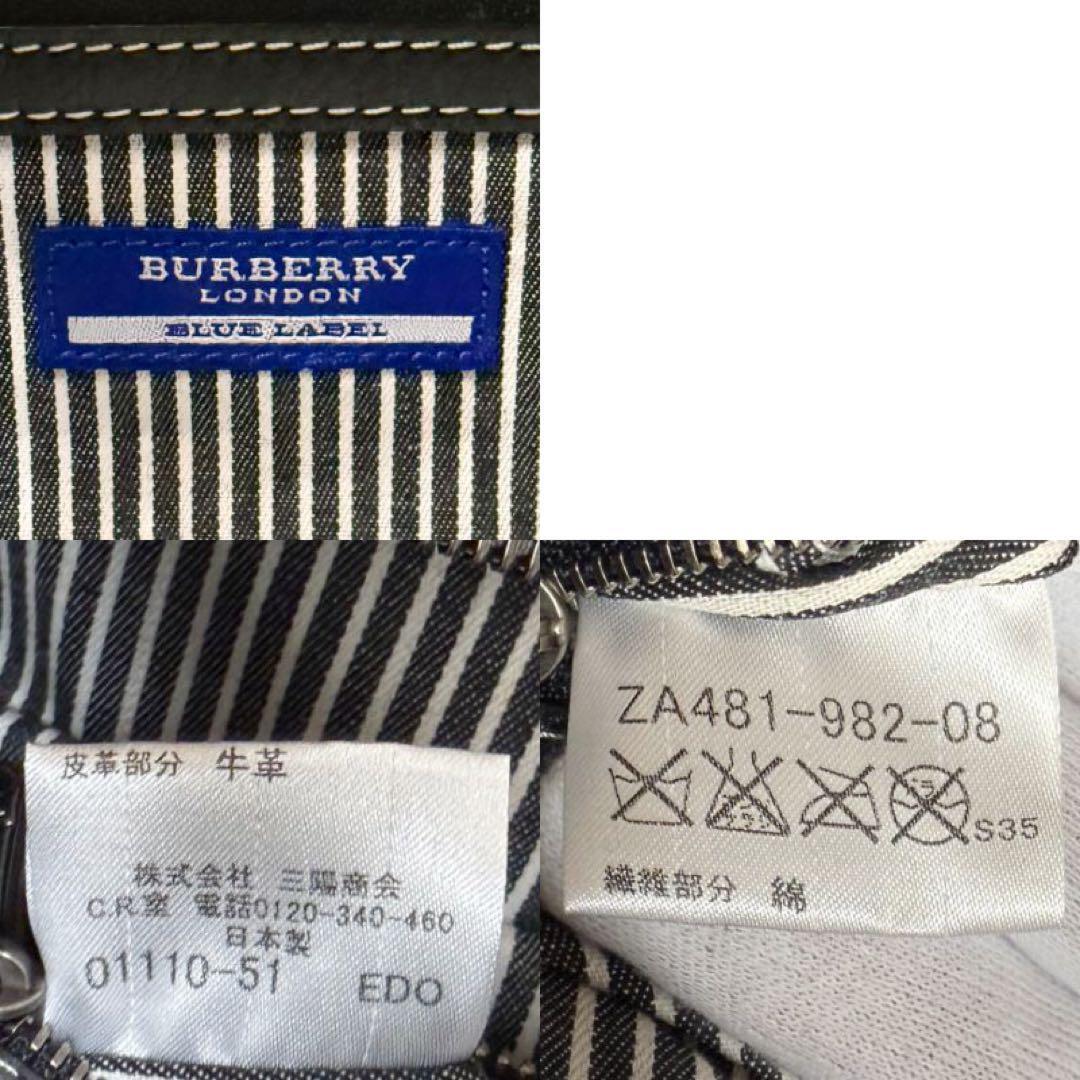 BURBERRY
LONDON
BLUE LABEL
皮革部分 牛革
株式会社 三陽商会
C.R.室 電話0120-340-460
日本製
01110-51 EDO
ZA481-982-08
S35
繊維部分 綿